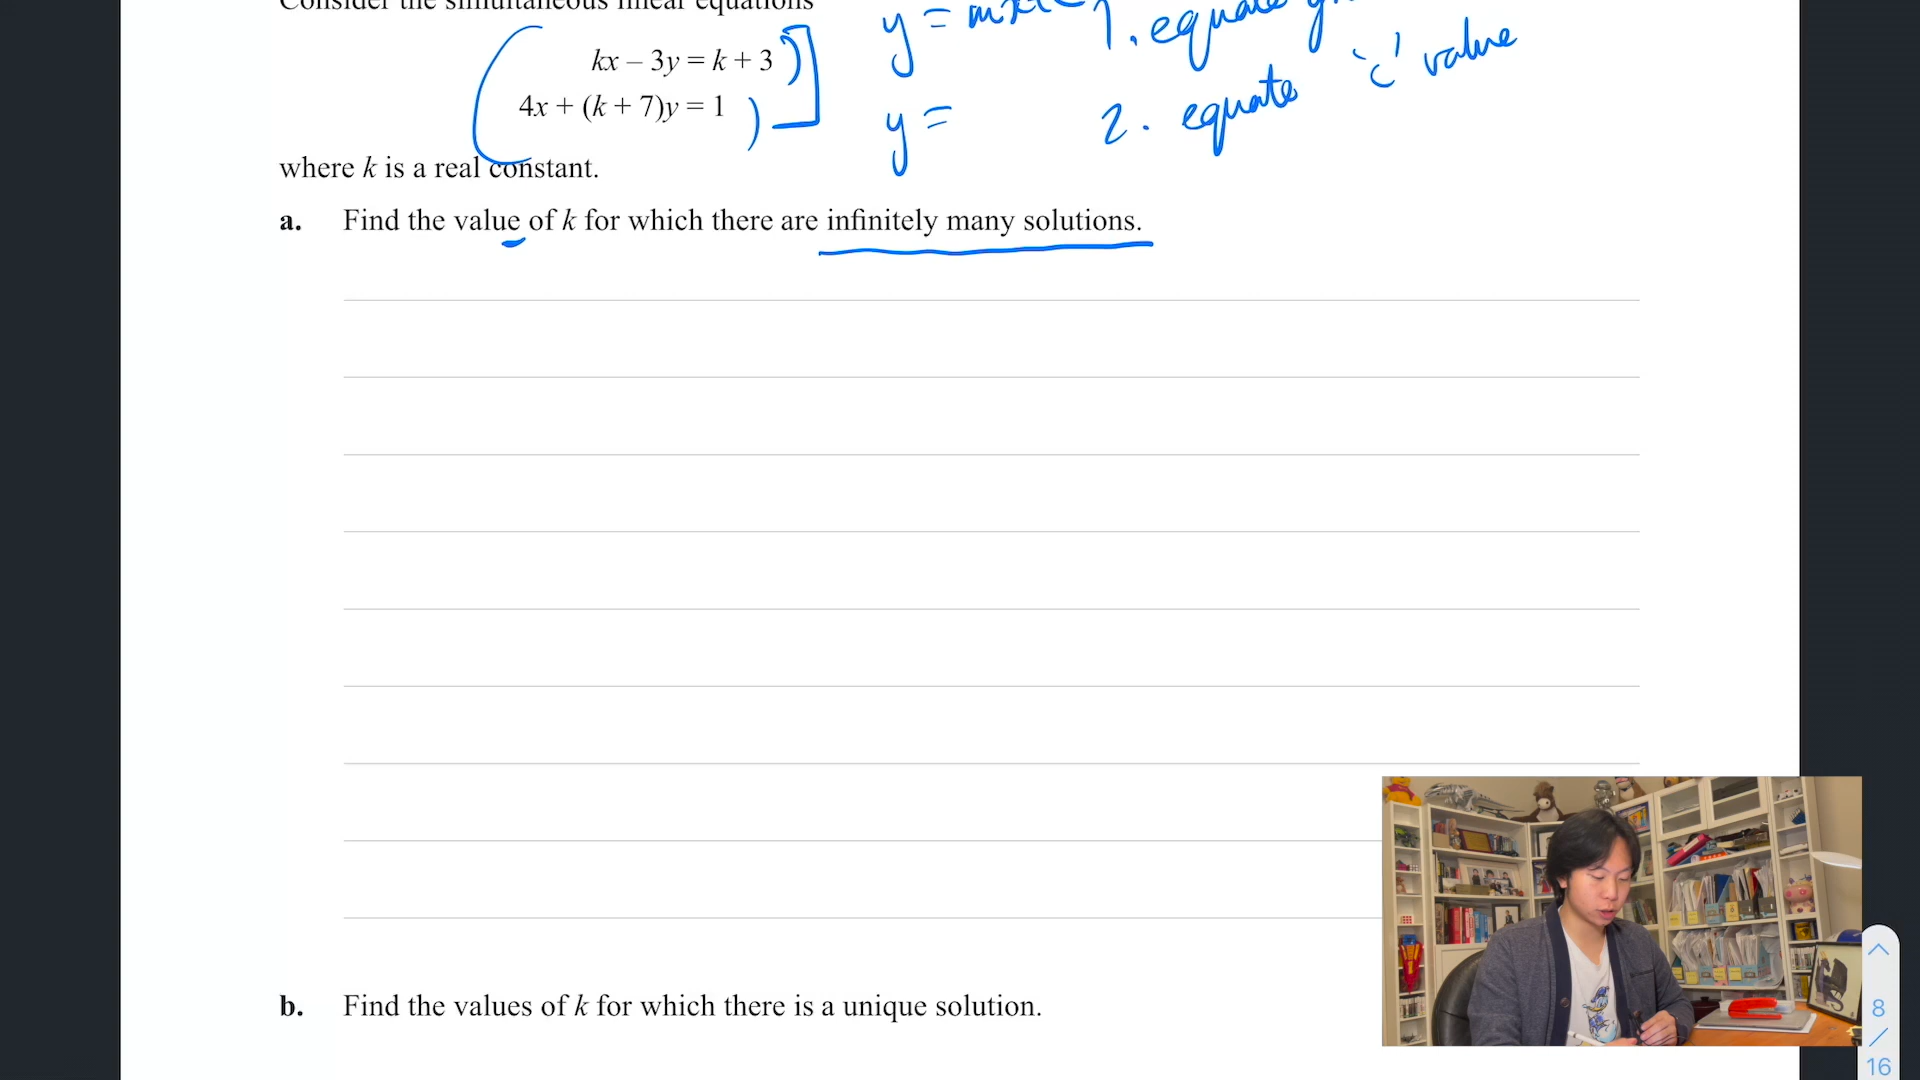 Consider the simultaneous linear equations
y = mx+c
1. equate
kx – 3y = k + 3
'c' value
4x + (k + 7)y = 1
y =
2. equate
where k is a real constant.
a. Find the value of k for which there are infinitely many solutions.
b. Find the values of k for which there is a unique solution.
8
/
16